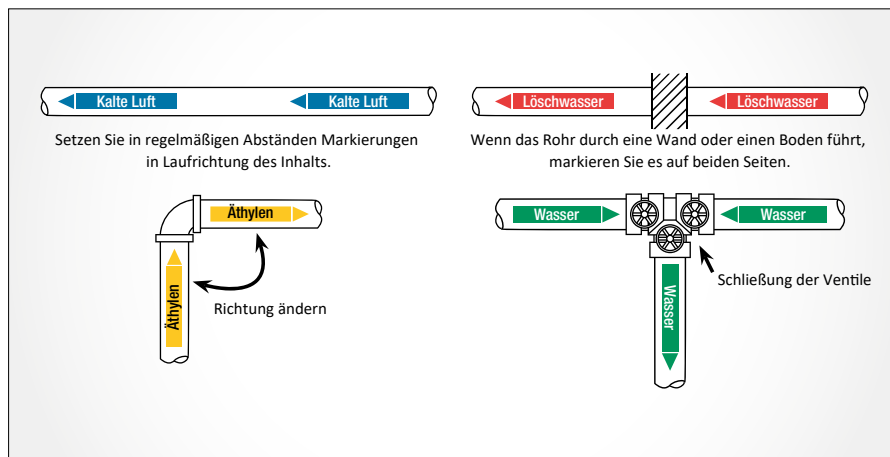 Kalte Luft
Kalte Luft
Setzen Sie in regelmäßigen Abständen Markierungen
in Laufrichtung des Inhalts.
Löschwasser
Löschwasser
Wenn das Rohr durch eine Wand oder einen Boden führt,
markieren Sie es auf beiden Seiten.
Äthylen
Äthylen
Richtung ändern
Wasser
Wasser
Wasser
Schließung der Ventile